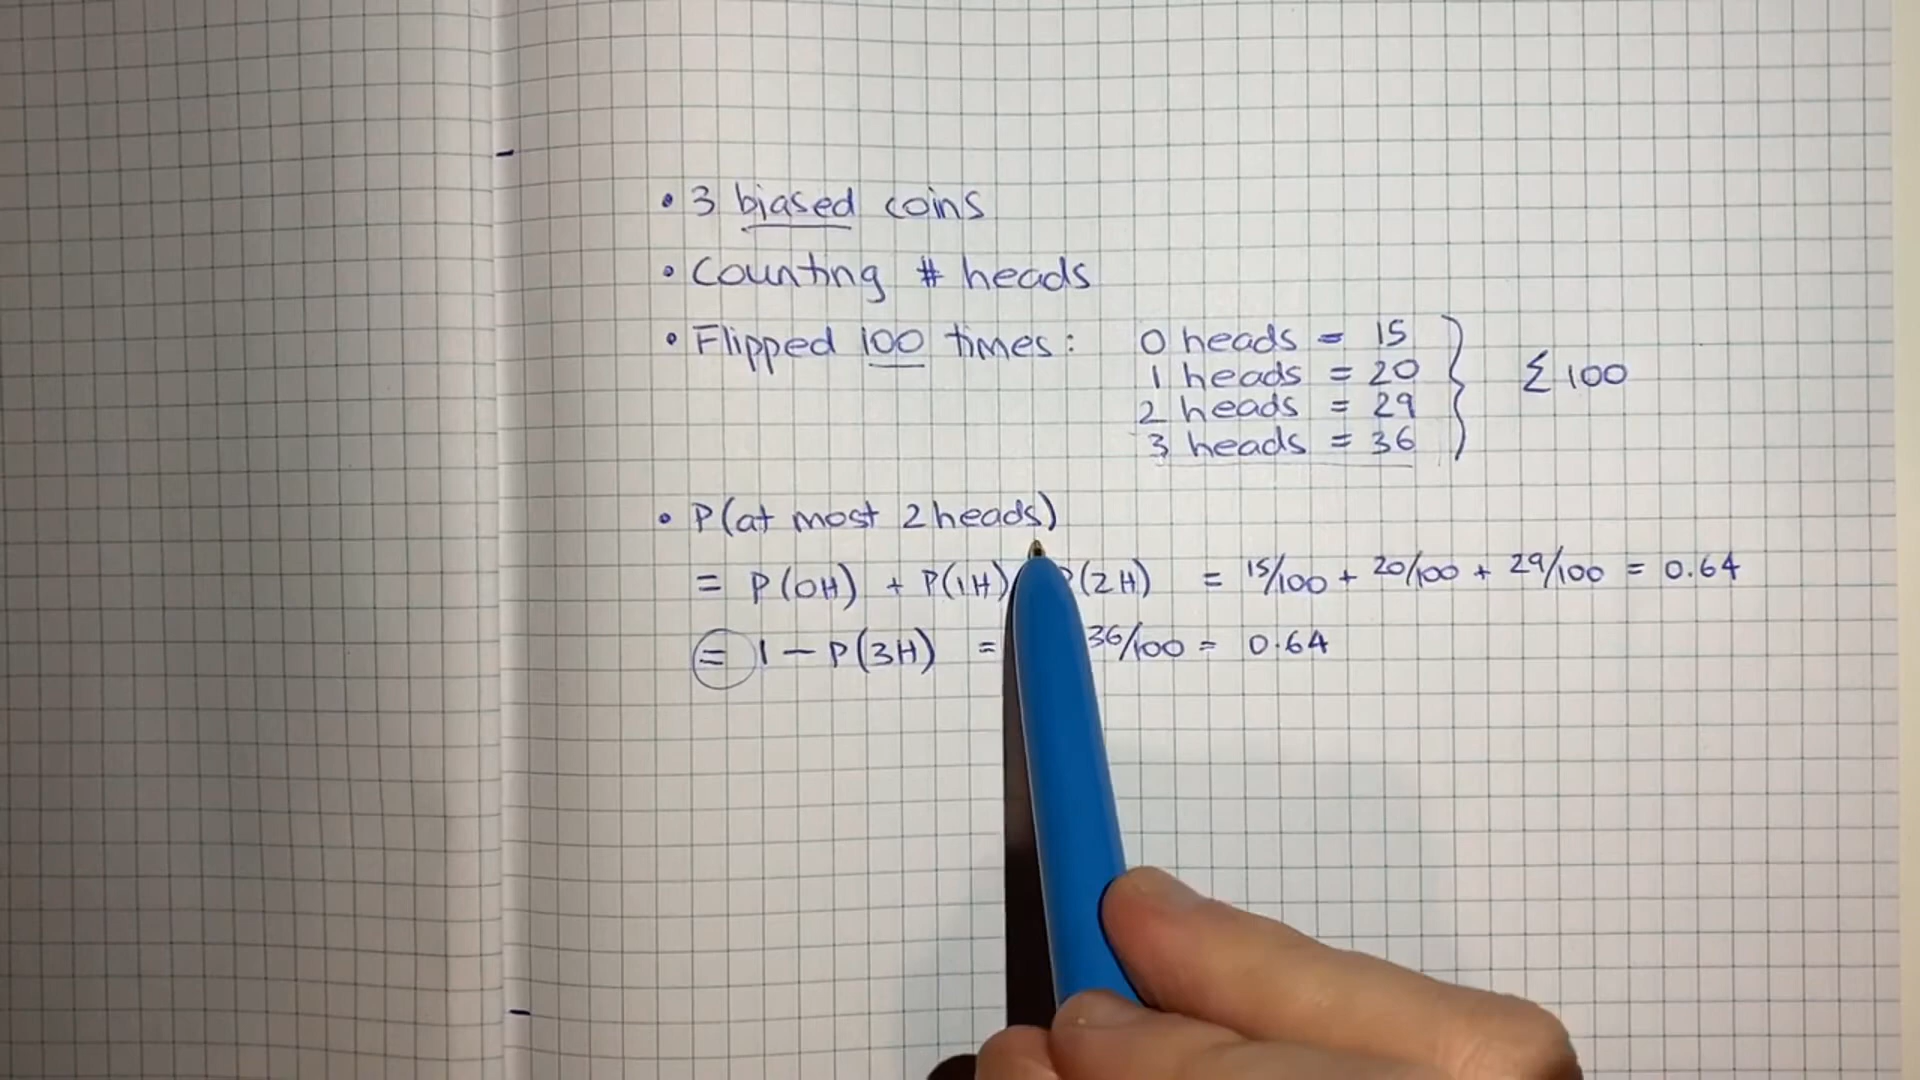 • 3 biased coins
• Counting # heads
• Flipped 100 times: 0 heads = 15
1 heads = 20
2 heads = 29
3 heads = 36
Σ 100
• P(at most 2 heads)
= P(0H) + P(1H) P(2H) = 15/100 + 20/100 + 29/100 = 0.64
= 1 - P(3H) = 36/100 = 0.64